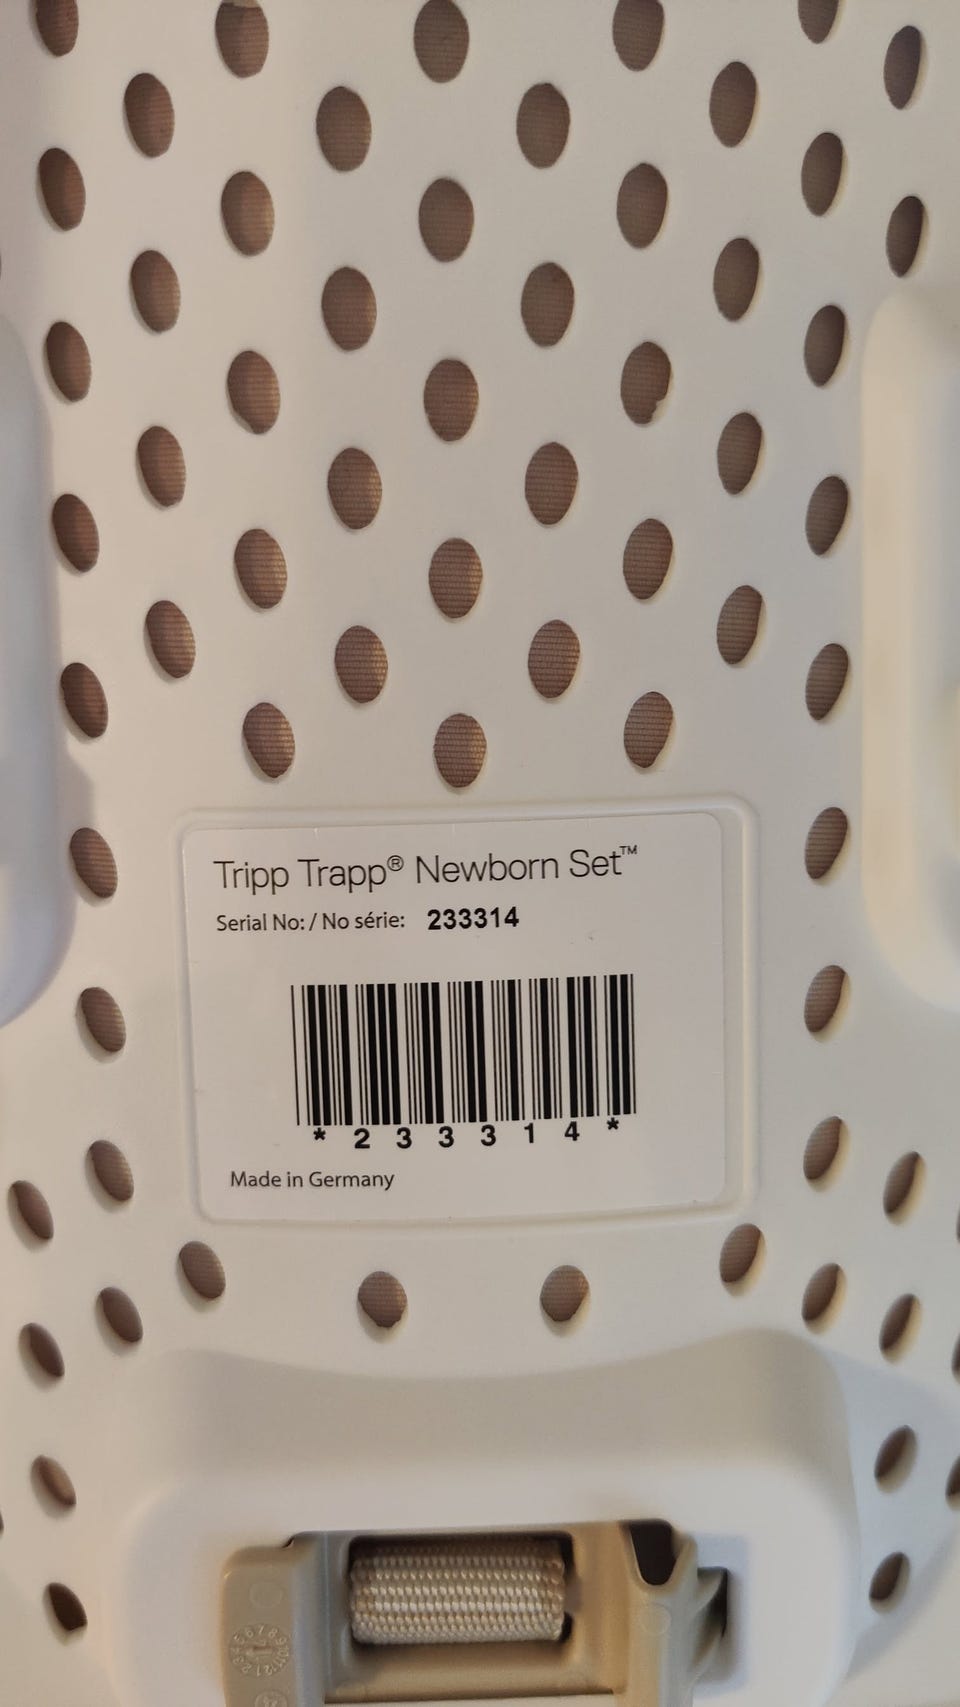 Tripp Trapp® Newborn Set™
Serial No: / No série: 233314
*233314*
Made in Germany